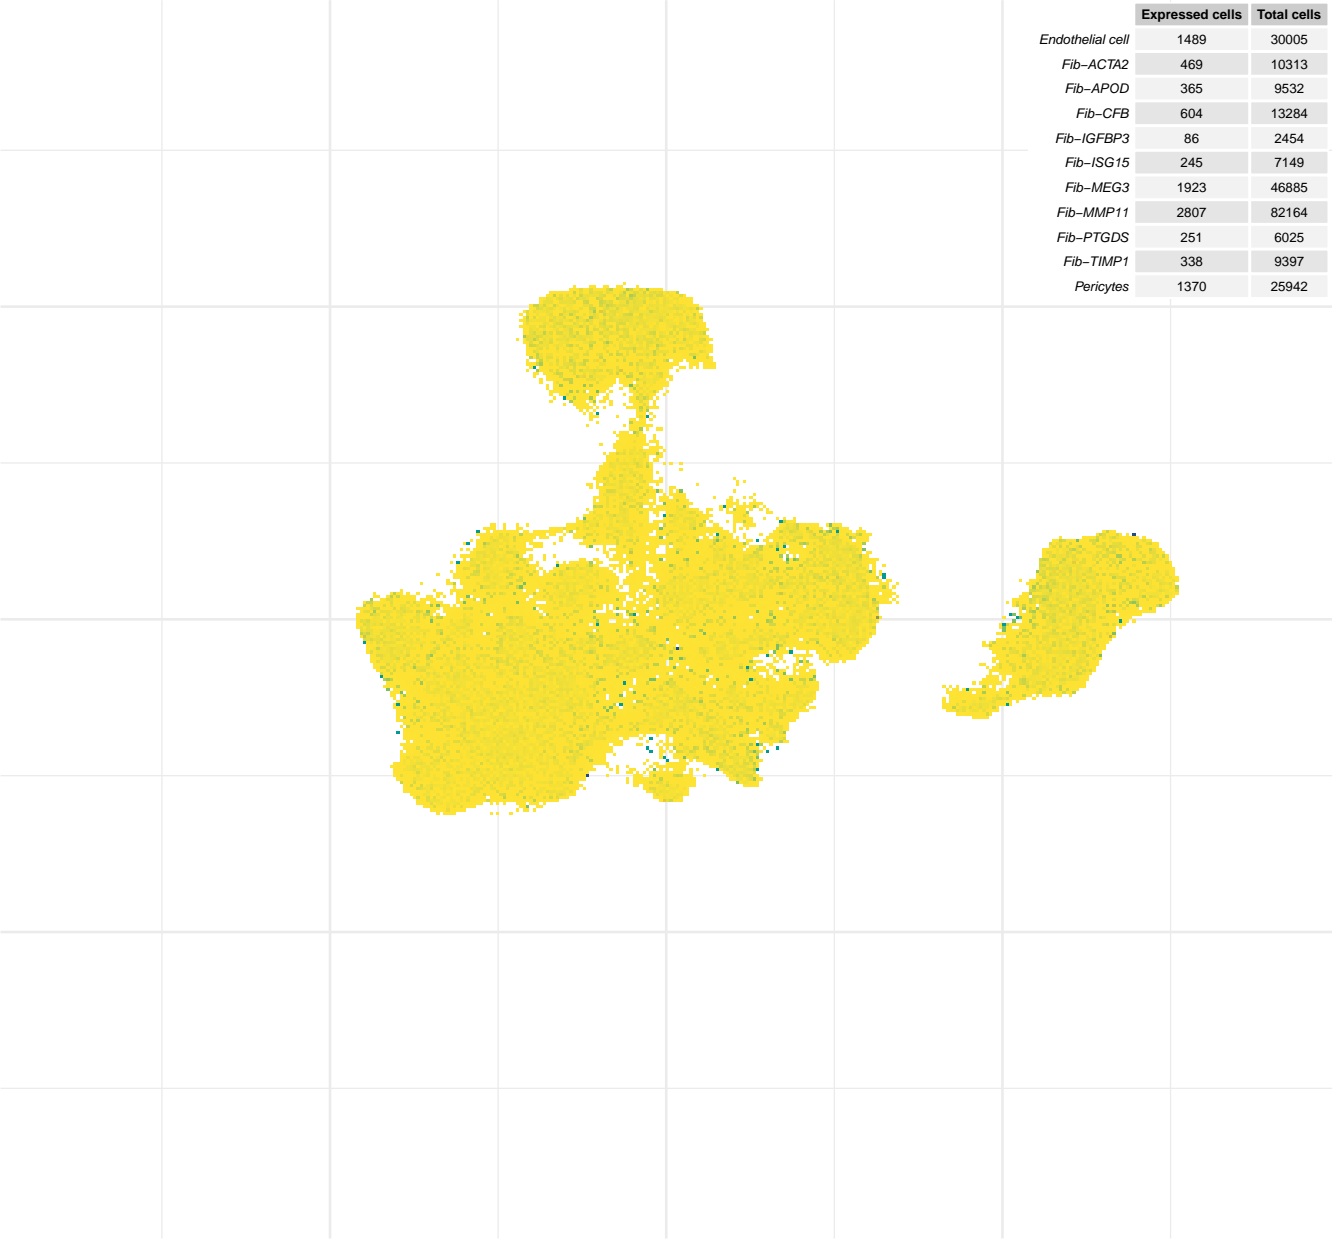 Expressed cells Total cells
Endothelial cell 1489 30005
Fib−ACTA2 469 10313
Fib−APOD 365 9532
Fib−CFB 604 13284
Fib−IGFBP3 86 2454
Fib−ISG15 245 7149
Fib−MEG3 1923 46885
Fib−MMP11 2807 82164
Fib−PTGDS 251 6025
Fib−TIMP1 338 9397
Pericytes 1370 25942